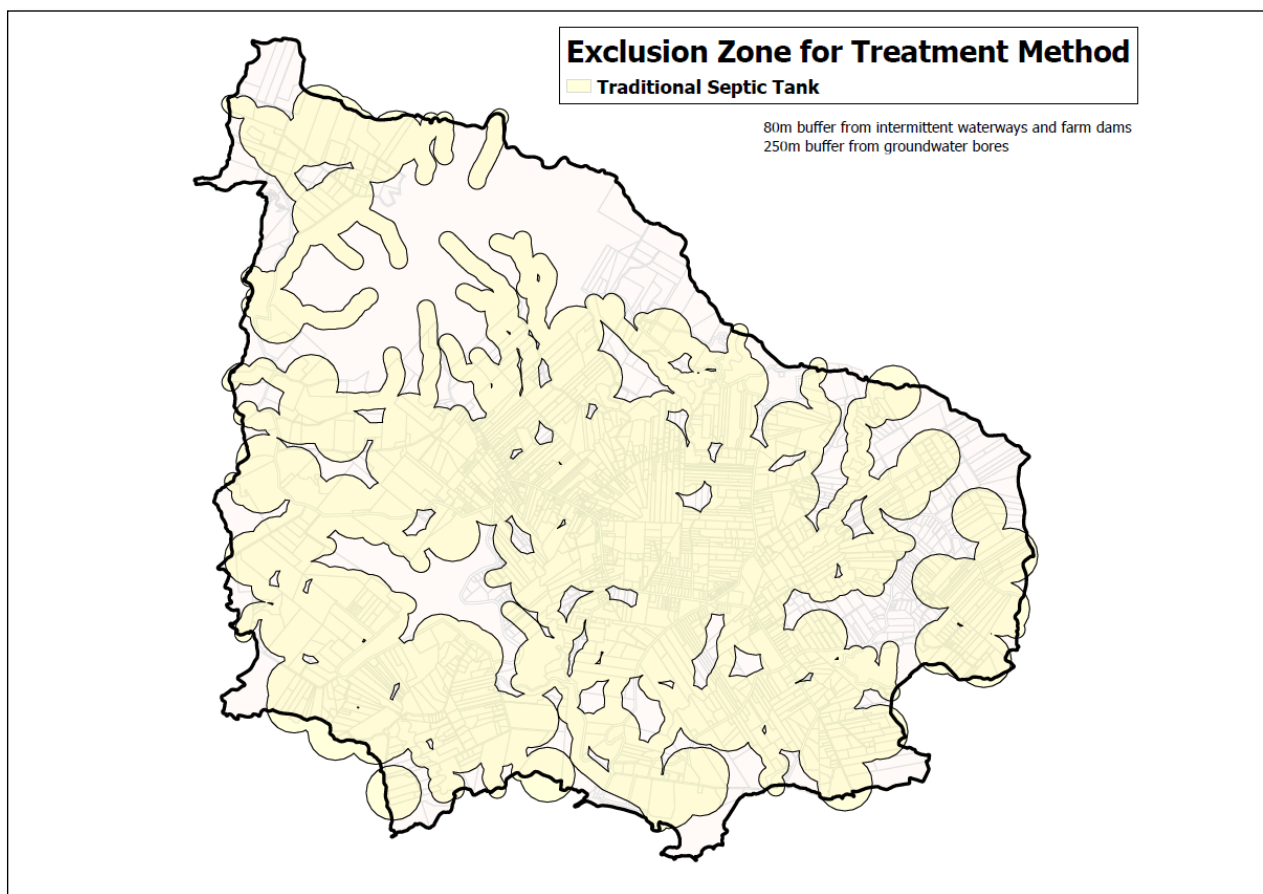 Exclusion Zone for Treatment Method
Traditional Septic Tank
80m buffer from intermittent waterways and farm dams
250m buffer from groundwater bores